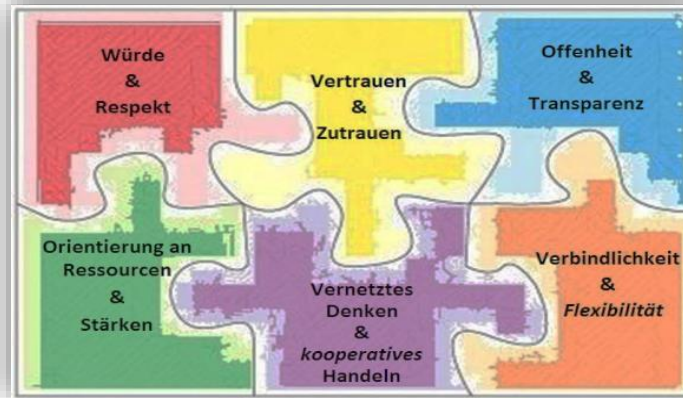 Würde
&
Respekt
Vertrauen
&
Zutrauen
Offenheit
&
Transparenz
Orientierung an
Ressourcen
&
Stärken
Vernetztes
Denken
&
kooperatives
Handeln
Verbindlichkeit
&
Flexibilität